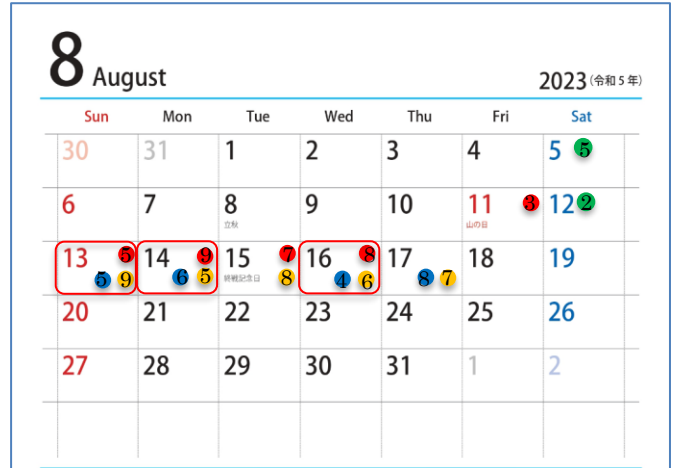 8 August 2023(令和5年)
Sun Mon Tue Wed Thu Fri Sat
30 31 1 2 3 4 5 5
6 7 8 9 10 11 3 12 2
立秋 山の日
13 5 14 9 15 7 16 8 17 18 19
終戦記念日
5 9 6 5 8 4 6 8 7
20 21 22 23 24 25 26
27 28 29 30 31 1 2